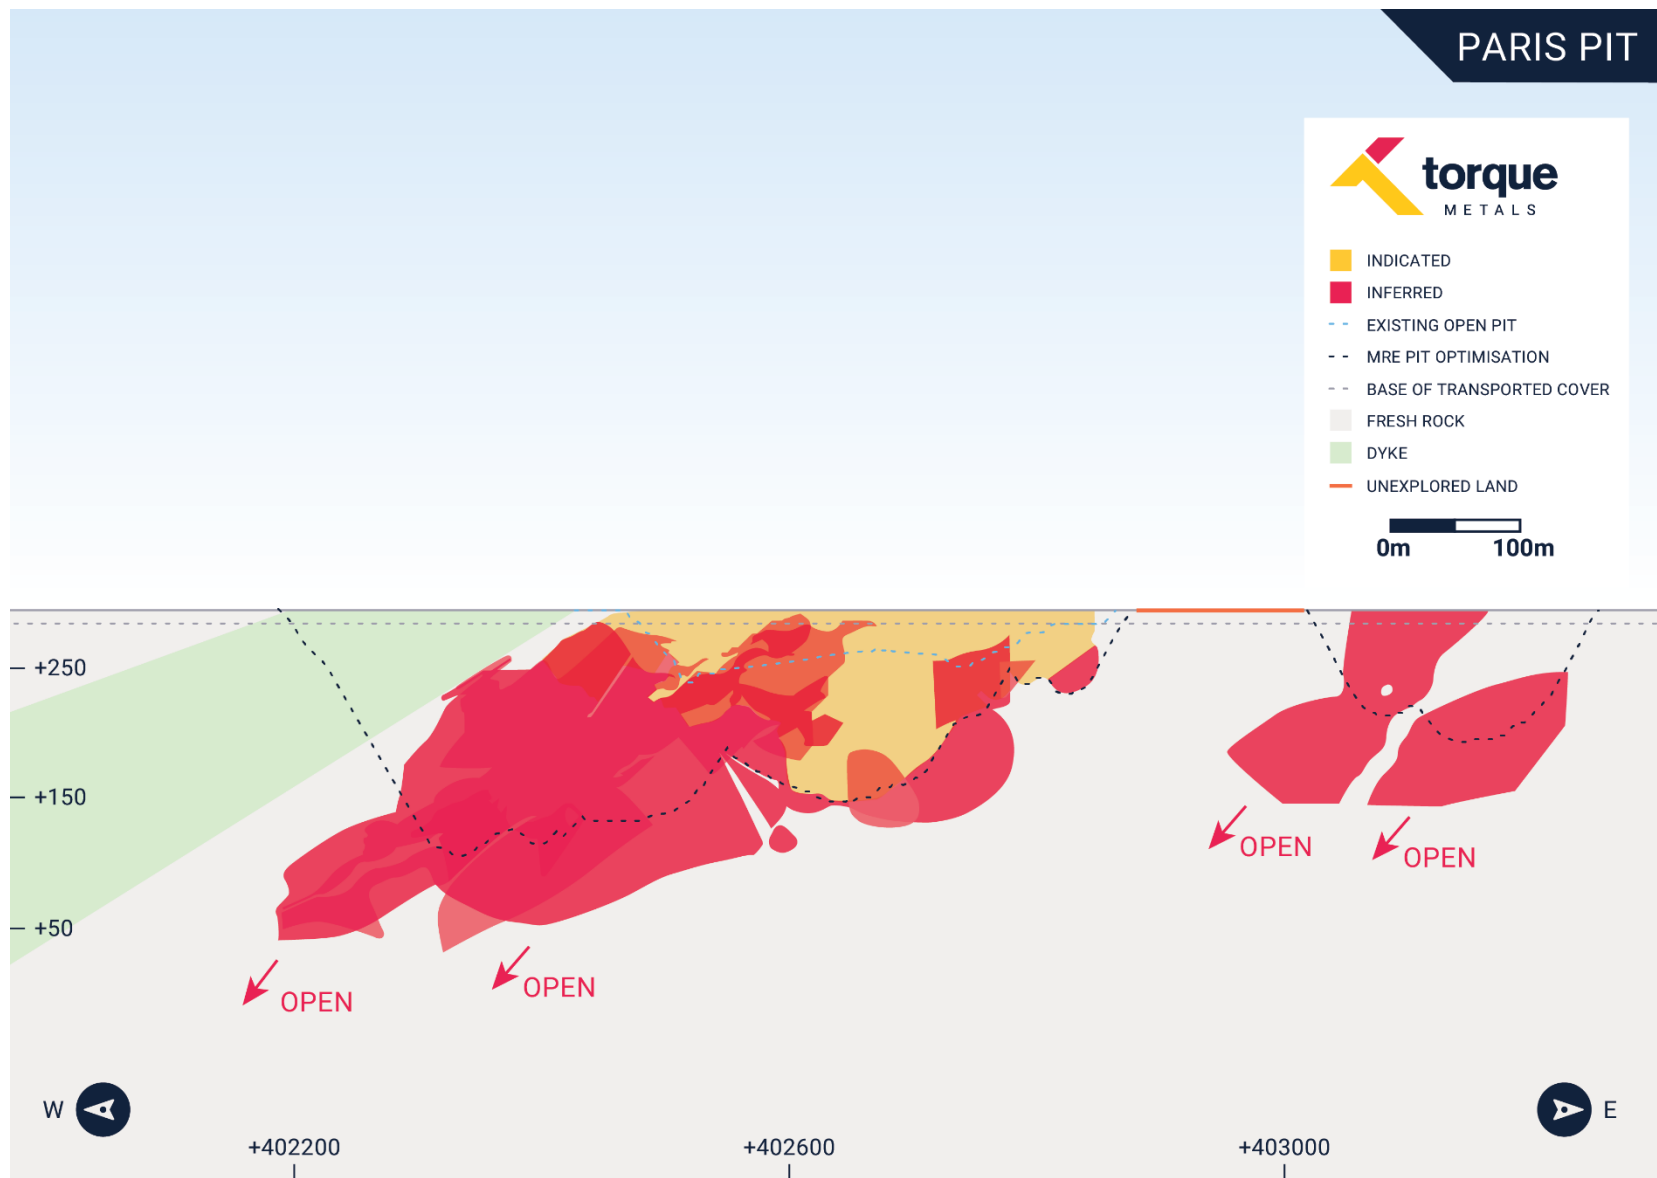 PARIS PIT
torque
METALS
INDICATED
INFERRED
EXISTING OPEN PIT
MRE PIT OPTIMISATION
BASE OF TRANSPORTED COVER
FRESH ROCK
DYKE
UNEXPLORED LAND
0m 100m
+250
+150
+50
OPEN
OPEN
OPEN
OPEN
W
E
+402200 +402600 +403000